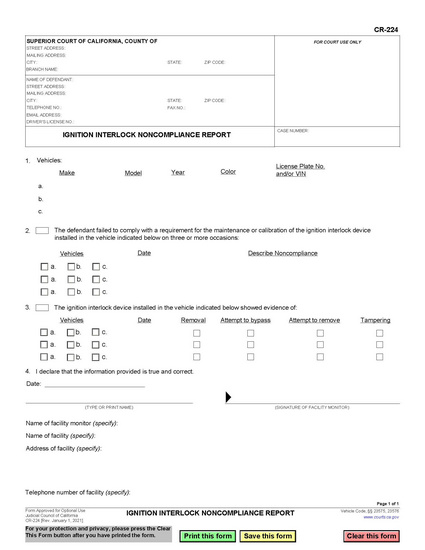 CR-224
SUPERIOR COURT OF CALIFORNIA, COUNTY OF
FOR COURT USE ONLY
STREET ADDRESS:
MAILING ADDRESS:
CITY: STATE: ZIP CODE:
BRANCH NAME:
NAME OF DEFENDANT:
STREET ADDRESS:
MAILING ADDRESS:
CITY: STATE: ZIP CODE:
TELEPHONE NO.: FAX NO.:
EMAIL ADDRESS:
DRIVER'S LICENSE NO.:
IGNITION INTERLOCK NONCOMPLIANCE REPORT
CASE NUMBER:
1. Vehicles:
Make Model Year Color License Plate No. and/or VIN
a.
b.
c.
2. The defendant failed to comply with a requirement for the maintenance or calibration of the ignition interlock device
installed in the vehicle indicated below on three or more occasions:
Vehicles Date Describe Noncompliance
a. b. c.
a. b. c.
a. b. c.
3. The ignition interlock device installed in the vehicle indicated below showed evidence of:
Vehicles Date Removal Attempt to bypass Attempt to remove Tampering
a. b. c.
a. b. c.
a. b. c.
4. I declare that the information provided is true and correct.
Date:
(TYPE OR PRINT NAME) (SIGNATURE OF FACILITY MONITOR)
Name of facility monitor (specify):
Name of facility (specify):
Address of facility (specify):
Telephone number of facility (specify):
Page 1 of 1
Form Approved for Optional Use
Judicial Council of California
CR-224 [Rev. January 1, 2021]
IGNITION INTERLOCK NONCOMPLIANCE REPORT
Vehicle Code, §§ 23575, 23576
www.courts.ca.gov
For your protection and privacy, please press the Clear
This Form button after you have printed the form.
Print this form Save this form Clear this form